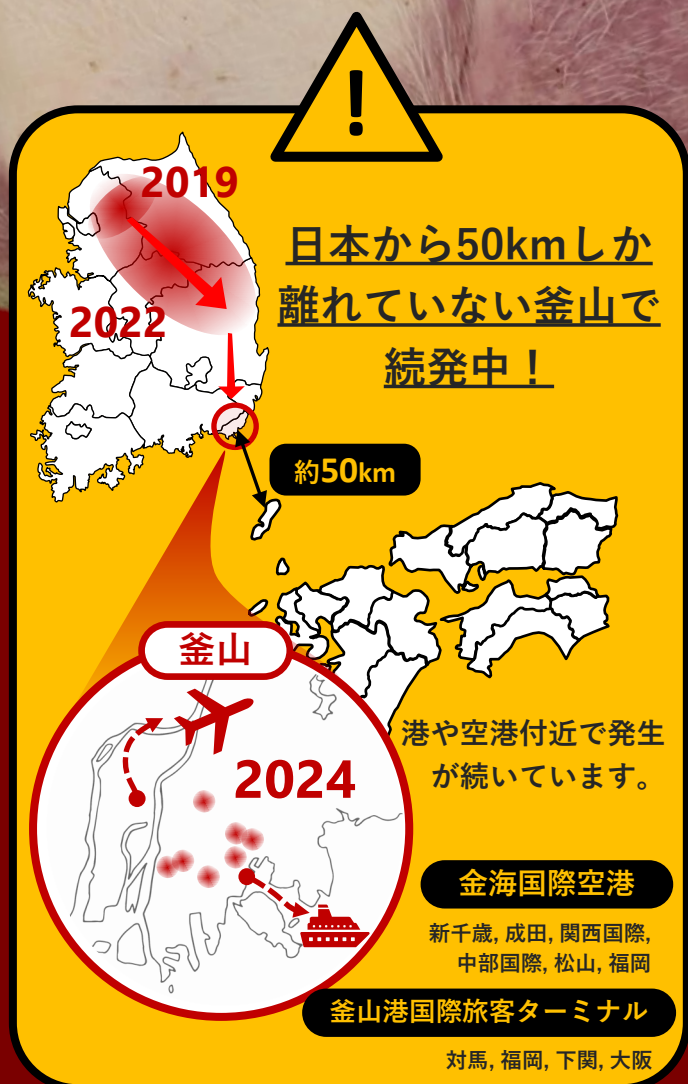 !
2019
日本から50kmしか
離れていない釜山で
続発中！
2022
約50km
釜山
2024
港や空港付近で発生
が続いています。
金海国際空港
新千歳, 成田, 関西国際,
中部国際, 松山, 福岡
釜山港国際旅客ターミナル
対馬, 福岡, 下関, 大阪